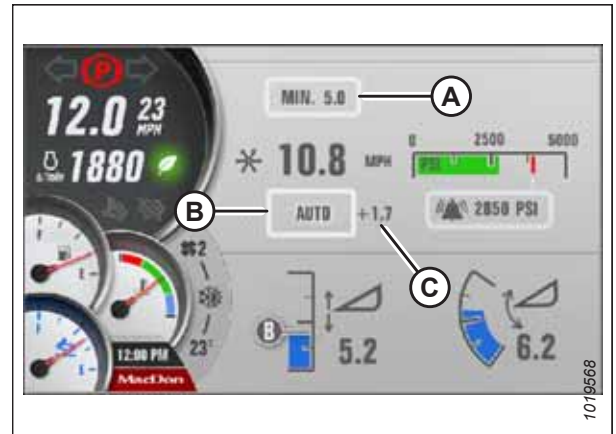 P
12.0 23 MPH
1880
MIN. 5.0
A
0 2500 5000
PSI
10.8 MPH
B
AUTO +1.7
2850 PSI
C
2
23°
B
5.2
6.2
12:00 PM
MacDon
1019568